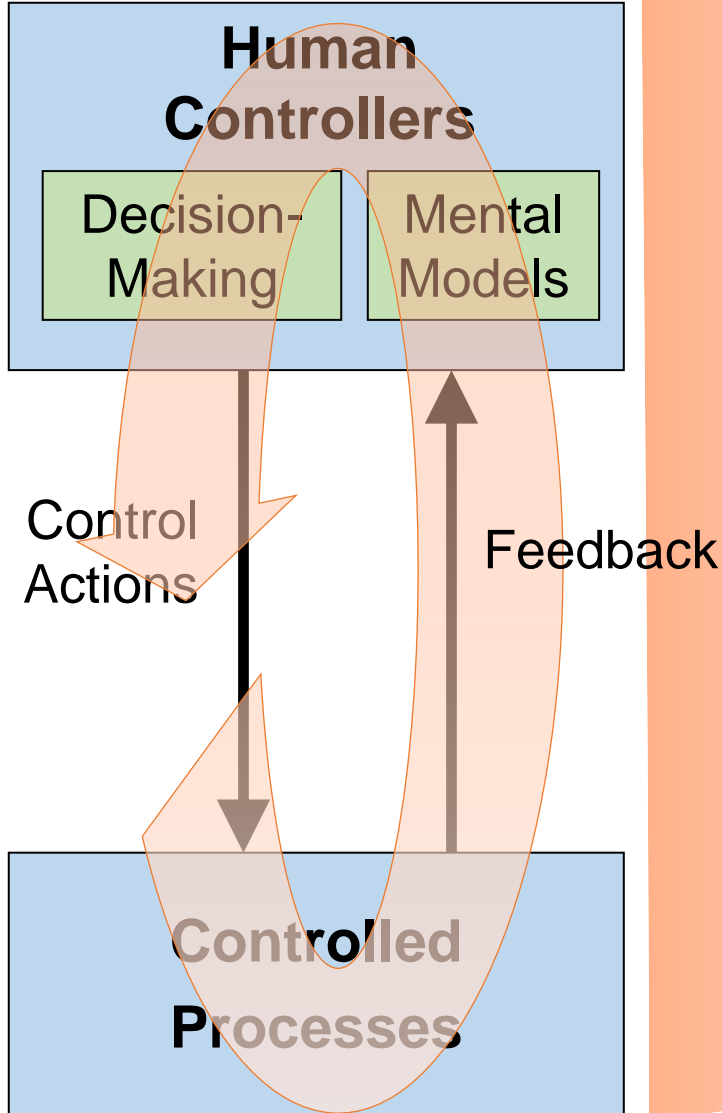 Human
Controllers
Decision-
Making
Mental
Models
Control
Actions
Feedback
Controlled
Processes